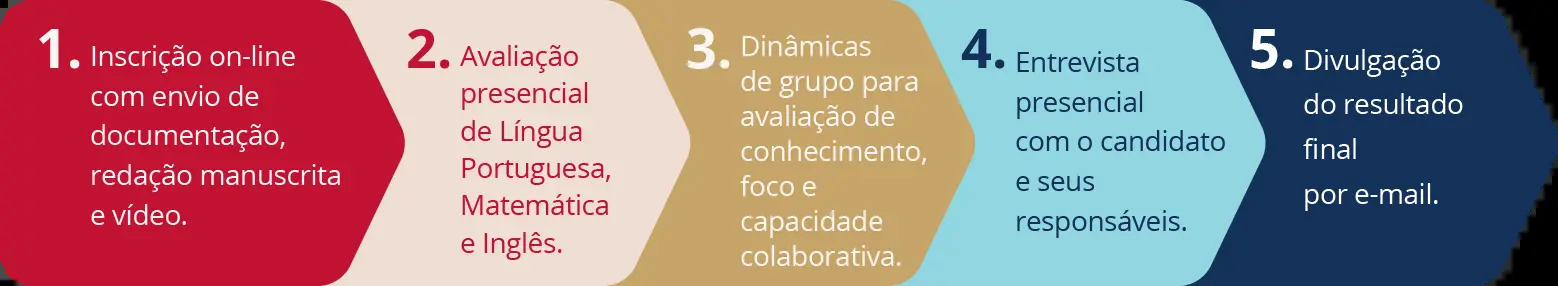 1. Inscrição on-line
com envio de
documentação,
redação manuscrita
e vídeo.
2. Avaliação
presencial
de Língua
Portuguesa,
Matemática
e Inglês.
3. Dinâmicas
de grupo para
avaliação de
conhecimento,
foco e
capacidade
colaborativa.
4. Entrevista
presencial
com o candidato
e seus
responsáveis.
5. Divulgação
do resultado
final
por e-mail.